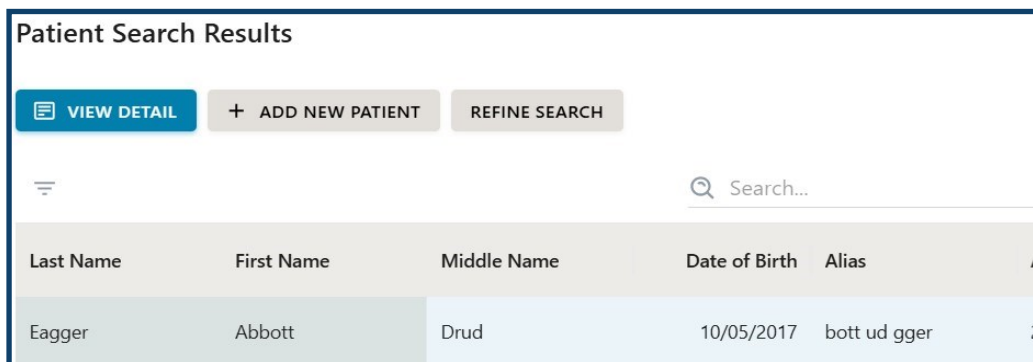 Patient Search Results
VIEW DETAIL + ADD NEW PATIENT REFINE SEARCH
Search...
Last Name First Name Middle Name Date of Birth Alias
Eagger Abbott Drud 10/05/2017 bott ud gger